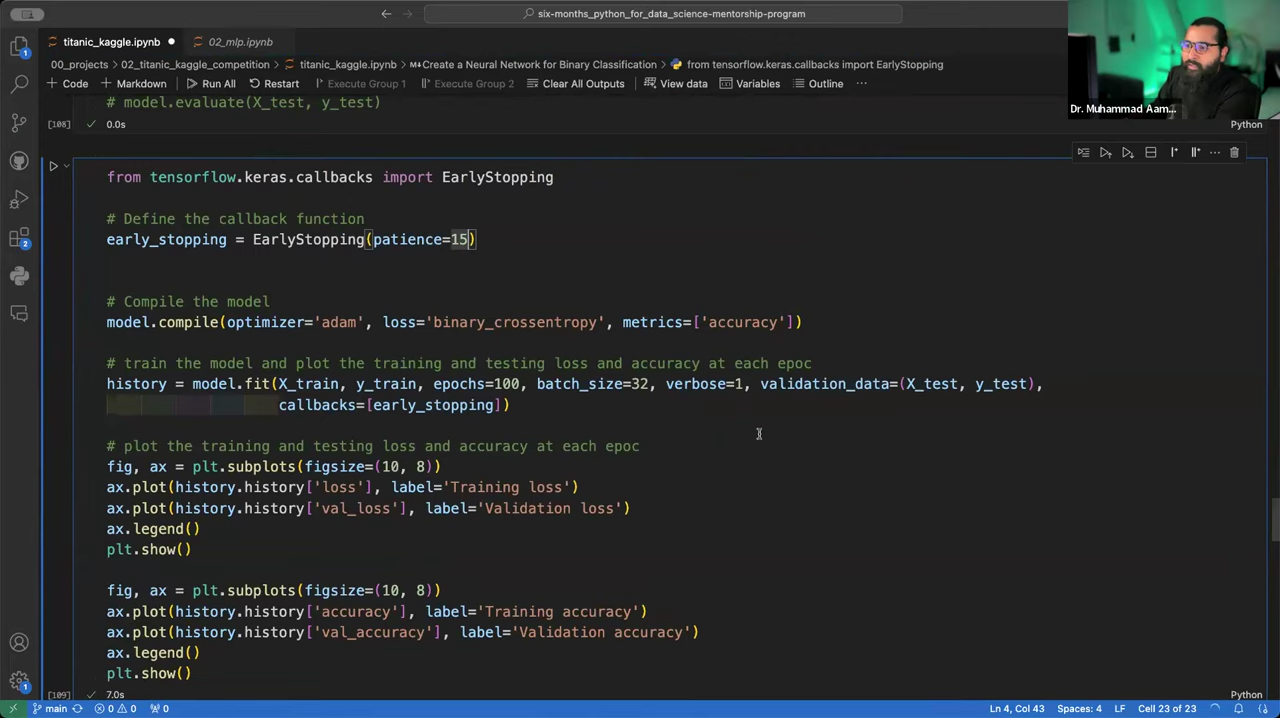 six-months_python_for_data_science-mentorship-program
titanic_kaggle.ipynb
02_mlp.ipynb
00_projects > 02_titanic_kaggle_competition > titanic_kaggle.ipynb > Create a Neural Network for Binary Classification > from tensorflow.keras.callbacks import EarlyStopping
+ Code + Markdown Run All Restart Execute Group 1 Execute Group 2 Clear All Outputs View data Variables Outline ...
Dr. Muhammad Aam...
# model.evaluate(X_test, y_test)
[108] 0.0s Python
from tensorflow.keras.callbacks import EarlyStopping
# Define the callback function
early_stopping = EarlyStopping(patience=15)
# Compile the model
model.compile(optimizer='adam', loss='binary_crossentropy', metrics=['accuracy'])
# train the model and plot the training and testing loss and accuracy at each epoc
history = model.fit(X_train, y_train, epochs=100, batch_size=32, verbose=1, validation_data=(X_test, y_test),
callbacks=[early_stopping])
# plot the training and testing loss and accuracy at each epoc
fig, ax = plt.subplots(figsize=(10, 8))
ax.plot(history.history['loss'], label='Training loss')
ax.plot(history.history['val_loss'], label='Validation loss')
ax.legend()
plt.show()
fig, ax = plt.subplots(figsize=(10, 8))
ax.plot(history.history['accuracy'], label='Training accuracy')
ax.plot(history.history['val_accuracy'], label='Validation accuracy')
ax.legend()
plt.show()
[109] 7.0s Python
main 0 0 0 Ln 4, Col 43 Spaces: 4 LF Cell 23 of 23
1
2
1